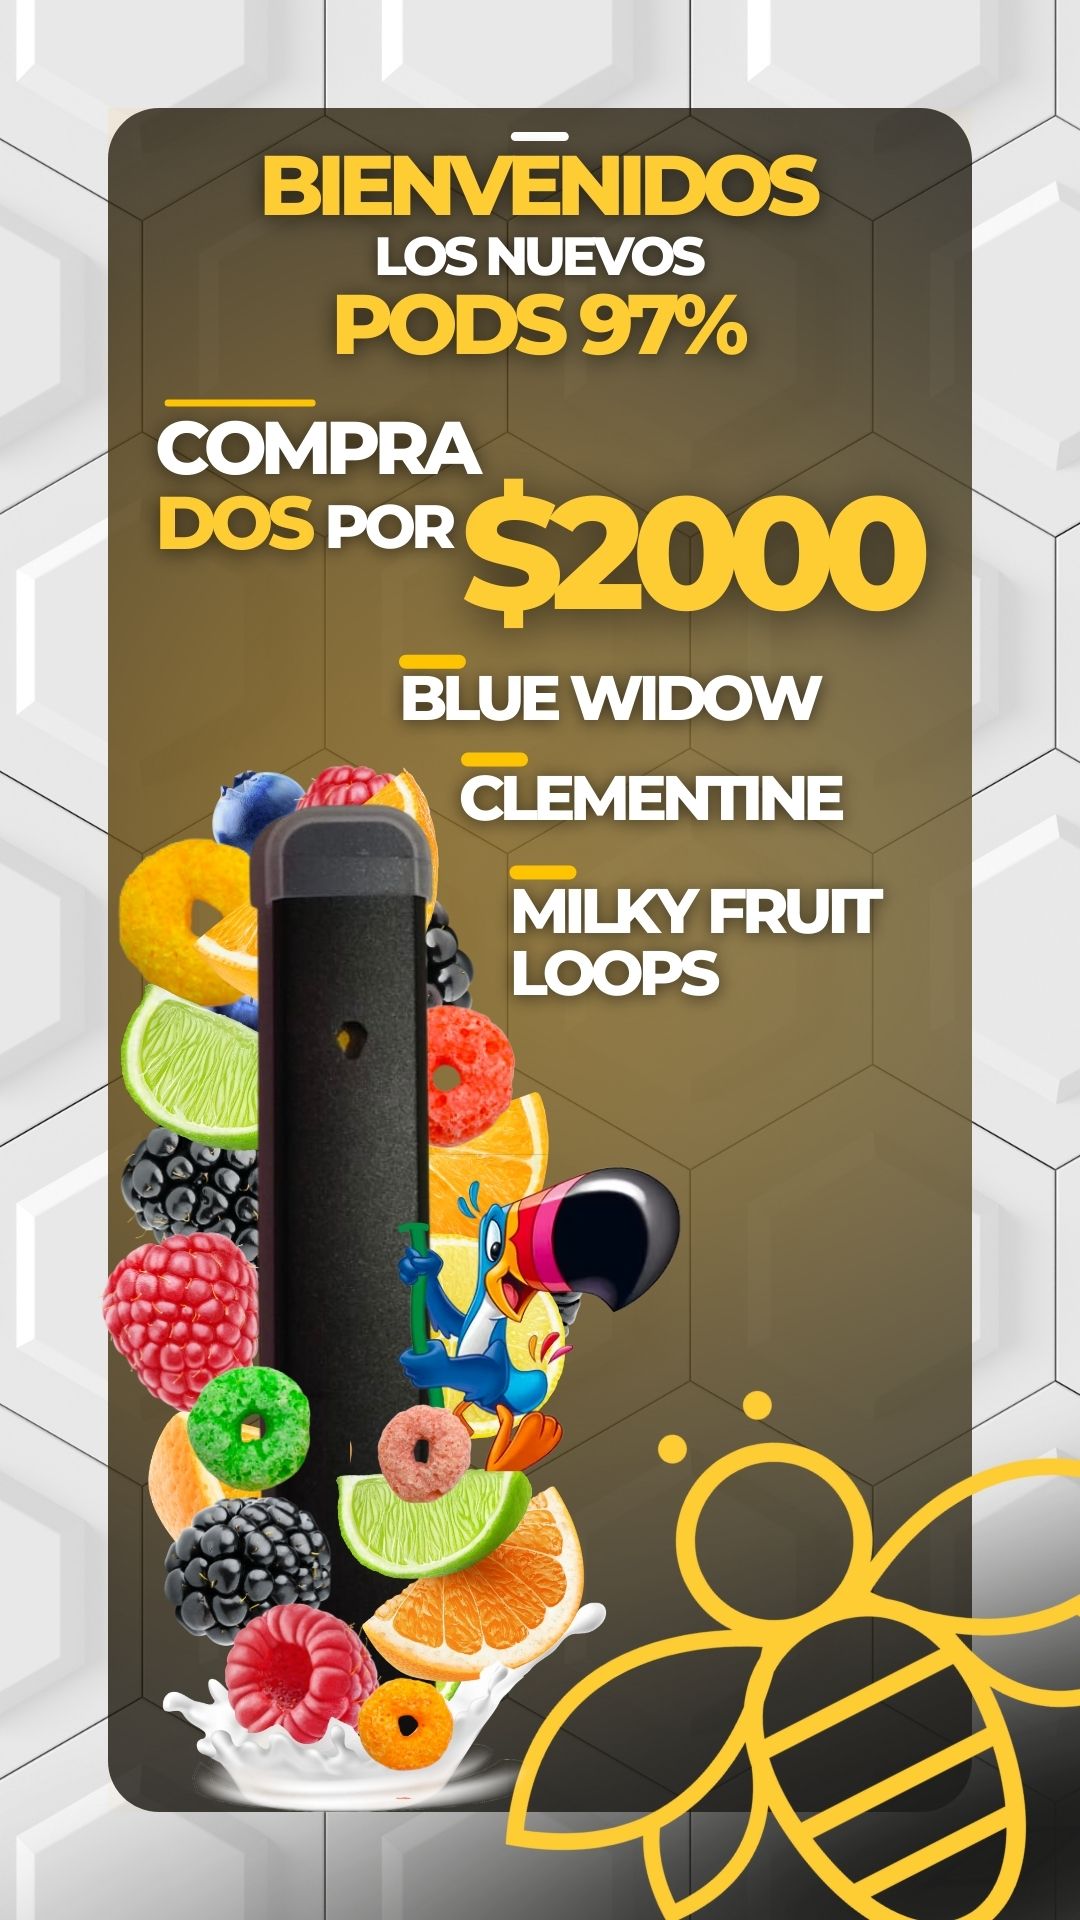 BIENVENIDOS
LOS NUEVOS
PODS 97%
COMPRA
DOS POR $2000
BLUE WIDOW
CLEMENTINE
MILKY FRUIT
LOOPS